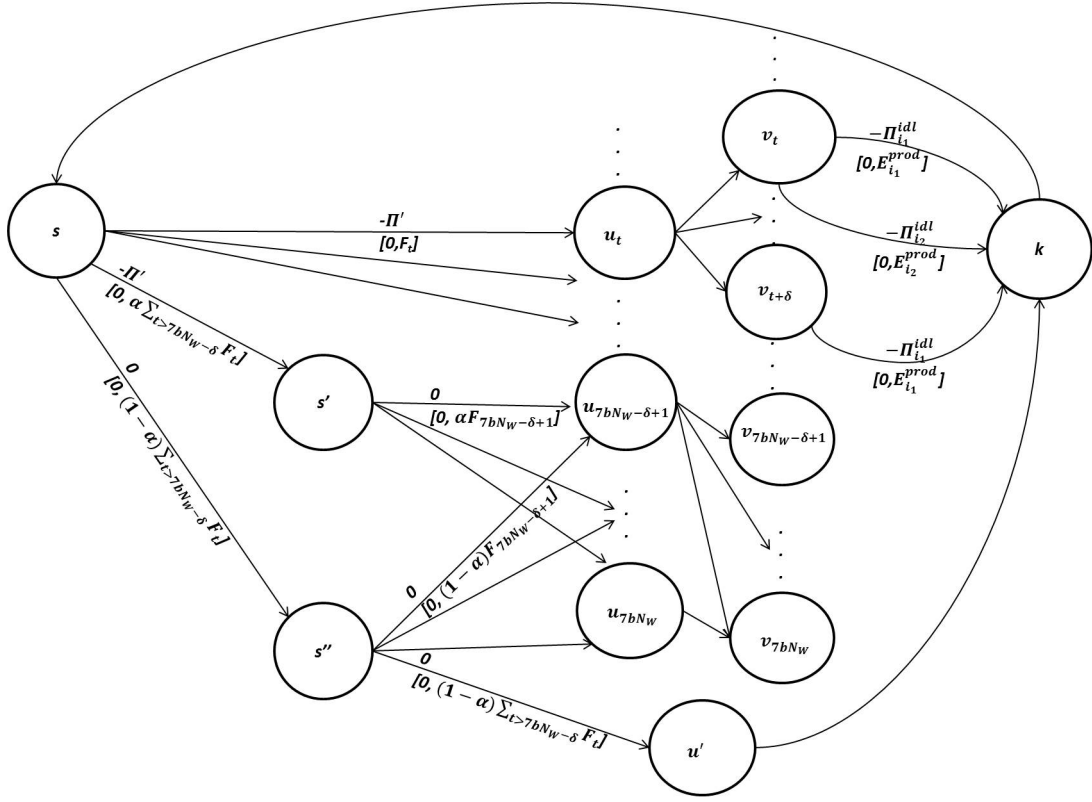 v_t
−Π_{i_1}^{idl}
[0,E_{i_1}^{prod}]
s
-Π'
[0,F_t]
u_t
−Π_{i_2}^{idl}
[0,E_{i_2}^{prod}]
k
v_{t+δ}
-Π'
[0, α ∑_{t>7bN_W−δ} F_t]
−Π_{i_1}^{idl}
[0,E_{i_1}^{prod}]
0
[0, (1 − α) ∑_{t>7bN_W−δ} F_t]
s'
0
[0, αF_{7bN_W−δ+1}]
u_{7bN_W−δ+1}
v_{7bN_W−δ+1}
0
[0, (1 − α)F_{7bN_W−δ+1}]
u_{7bN_W}
v_{7bN_W}
s''
0
[0, (1 − α) ∑_{t>7bN_W−δ} F_t]
u'